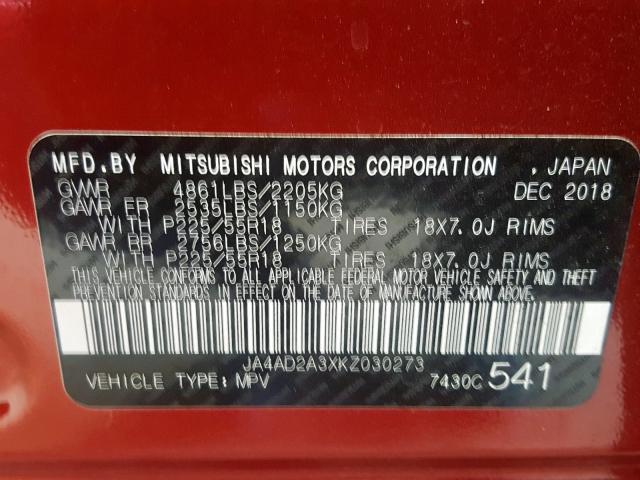 MFD.BY MITSUBISHI MOTORS CORPORATION , JAPAN
GVWR 4861LBS/2205KG DEC 2018
GAWR FR 2535LBS/1150KG
WITH P225/55R18 TIRES 18X7.0J RIMS
GAWR RR 2756LBS/1250KG
WITH P225/55R18 TIRES 18X7.0J RIMS
THIS VEHICLE CONFORMS TO ALL APPLICABLE FEDERAL MOTOR VEHICLE SAFETY AND THEFT
PREVENTION STANDARDS IN EFFECT ON THE DATE OF MANUFACTURE SHOWN ABOVE.
JA4AD2A3XKZ030273
VEHICLE TYPE: MPV 7430C 541